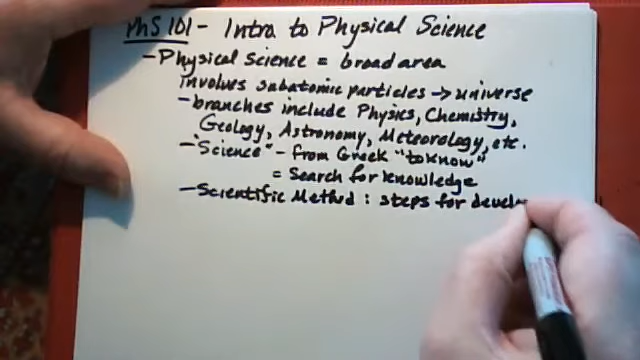 PhS 101 - Intro to Physical Science
- Physical Science = broad area
involves subatomic particles → universe
- branches include Physics, Chemistry,
Geology, Astronomy, Meteorology, etc.
- "Science" - from Greek "to know"
= Search for knowledge
- Scientific Method : steps for develo